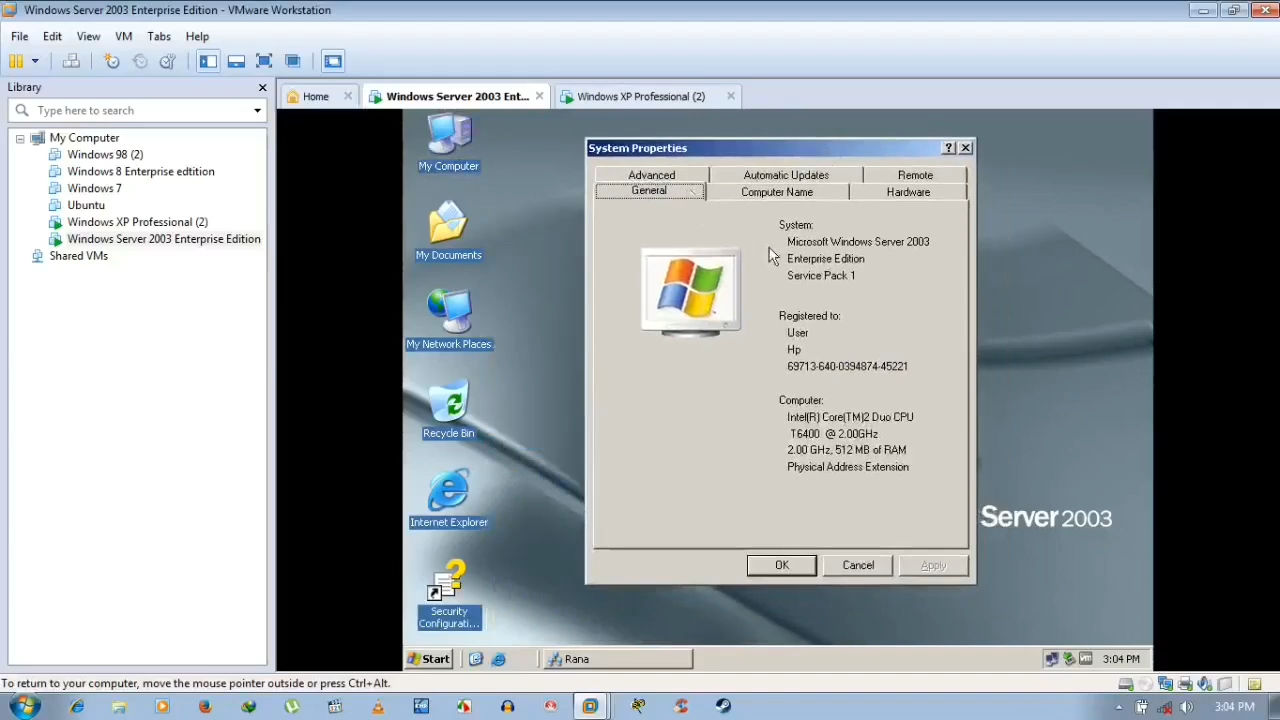 Windows Server 2003 Enterprise Edition - VMware Workstation
File Edit View VM Tabs Help
Library
Type here to search
My Computer
Windows 98 (2)
Windows 8 Enterprise edtition
Windows 7
Ubuntu
Windows XP Professional (2)
Windows Server 2003 Enterprise Edition
Shared VMs
Home
Windows Server 2003 Ent...
Windows XP Professional (2)
My Computer
My Documents
My Network Places
Recycle Bin
Internet Explorer
Security
Configurati...
System Properties
Advanced Automatic Updates Remote
General Computer Name Hardware
System:
Microsoft Windows Server 2003
Enterprise Edition
Service Pack 1
Registered to:
User
Hp
69713-640-0394874-45221
Computer:
Intel(R) Core(TM)2 Duo CPU
T6400 @ 2.00GHz
2.00 GHz, 512 MB of RAM
Physical Address Extension
OK Cancel Apply
Server 2003
Start
Rana
3:04 PM
To return to your computer, move the mouse pointer outside or press Ctrl+Alt.
3:04 PM